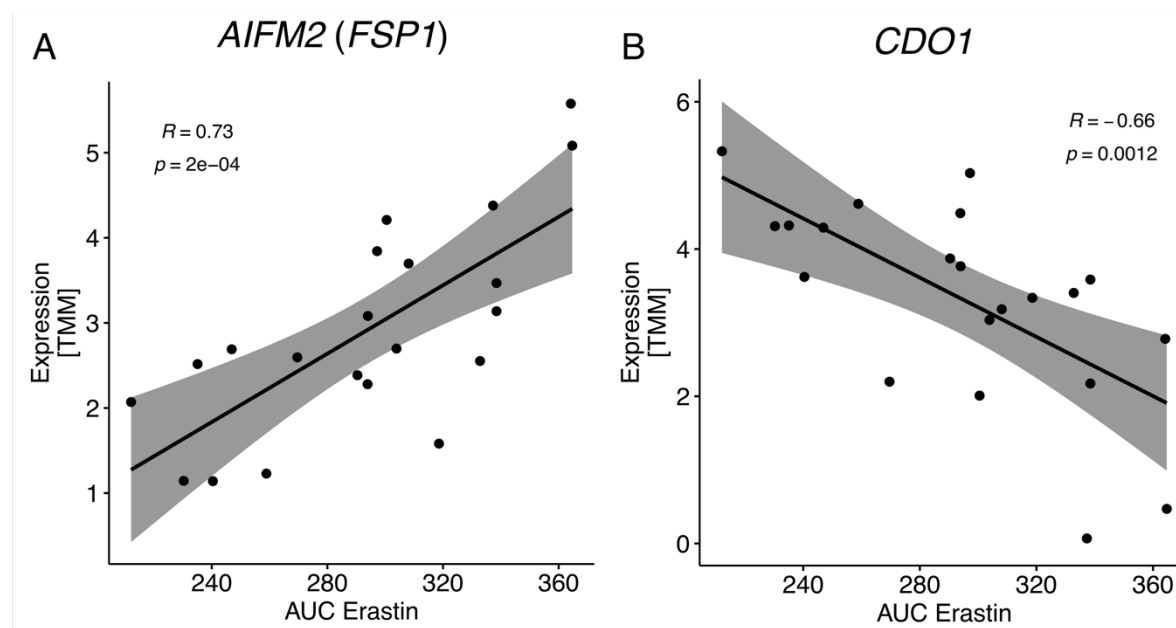 A
AIFM2 (FSP1)
R = 0.73
p = 2e−04
Expression
[TMM]
5
4
3
2
1
240 280 320 360
AUC Erastin
B
CDO1
R = −0.66
p = 0.0012
Expression
[TMM]
6
4
2
0
240 280 320 360
AUC Erastin